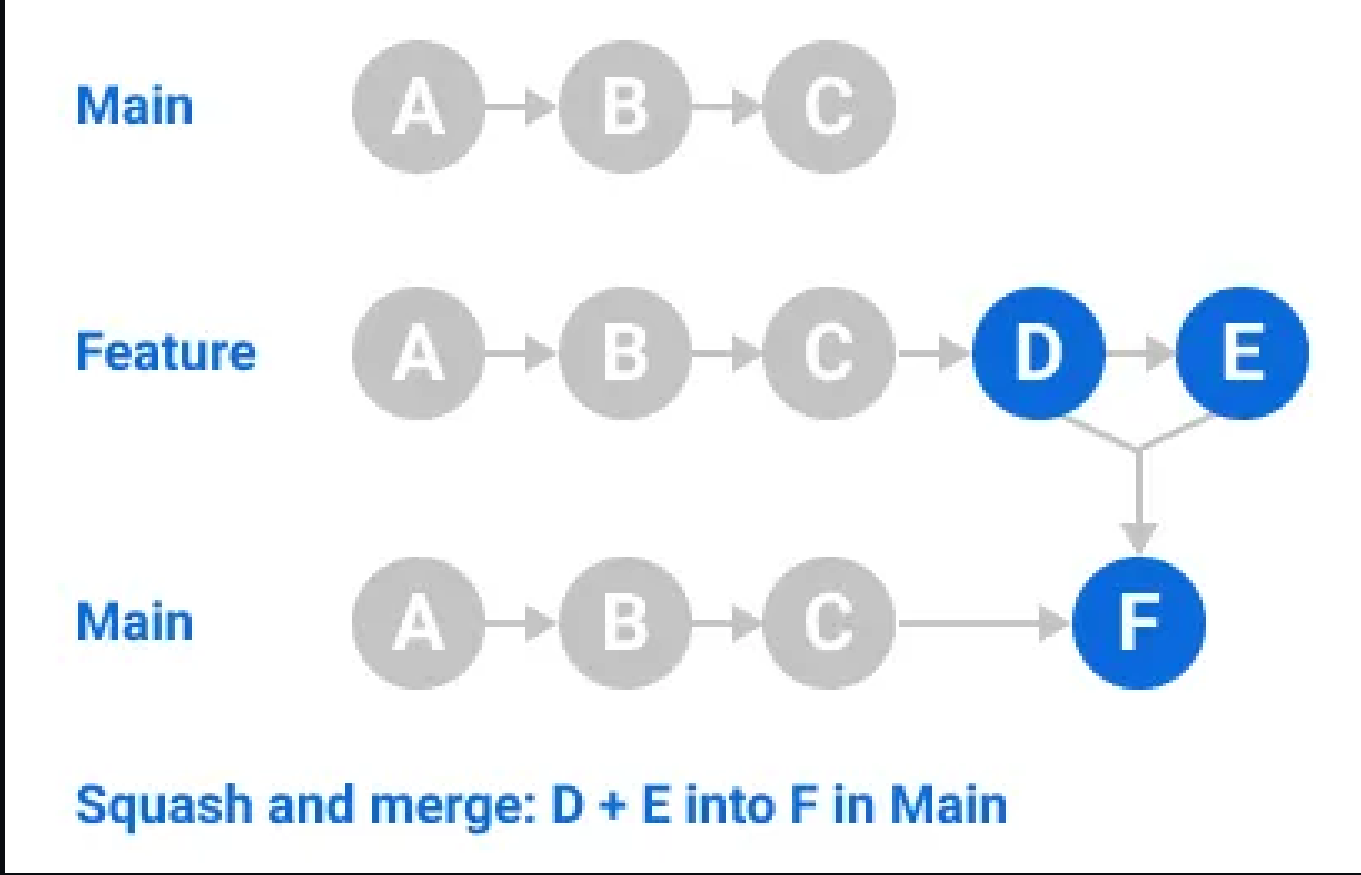 Main A B C
Feature A B C D E
Main A B C F
Squash and merge: D + E into F in Main